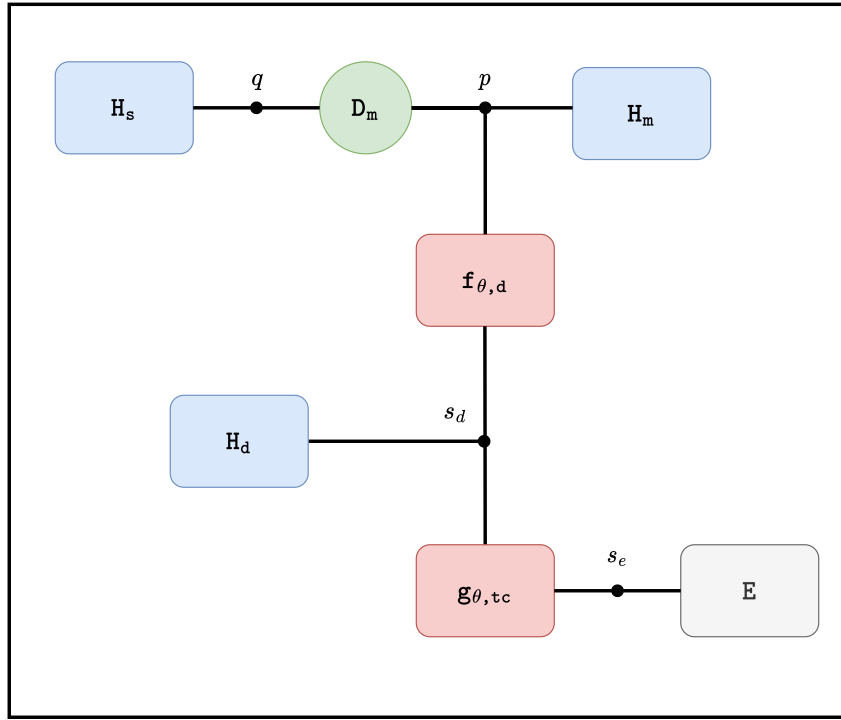 q p
H_s D_m H_m
f_θ,d
s_d
H_d
s_e
g_θ,tc E